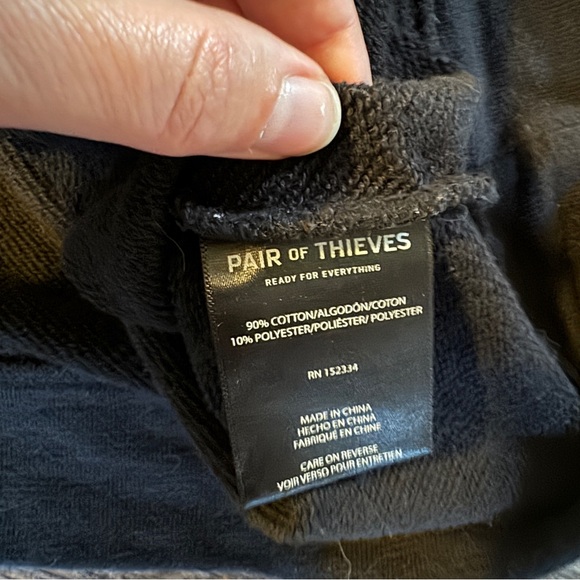 PAIR OF THIEVES
READY FOR EVERYTHING
90% COTTON/ALGODÓN/COTON
10% POLYESTER/POLIÉSTER/ POLYESTER
RN 152334
MADE IN CHINA
HECHO EN CHINA
FABRIQUE EN CHINE
CARE ON REVERSE
VOIR VERSO POUR ENTRETIEN